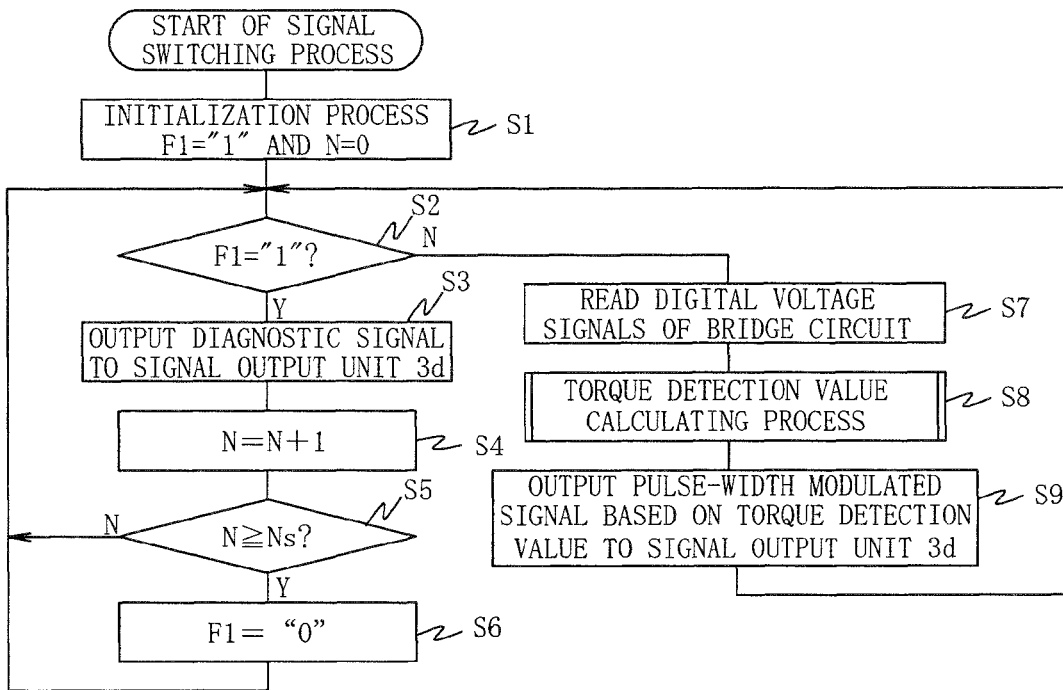 START OF SIGNAL
SWITCHING PROCESS
INITIALIZATION PROCESS
F1="1" AND N=0
S1
S2
F1="1"?
N
Y
S3
OUTPUT DIAGNOSTIC SIGNAL
TO SIGNAL OUTPUT UNIT 3d
N=N+1
S4
S5
N≧Ns?
N
Y
F1= “0”
S6
READ DIGITAL VOLTAGE
SIGNALS OF BRIDGE CIRCUIT
S7
TORQUE DETECTION VALUE
CALCULATING PROCESS
S8
OUTPUT PULSE-WIDTH MODULATED
SIGNAL BASED ON TORQUE DETECTION
VALUE TO SIGNAL OUTPUT UNIT 3d
S9